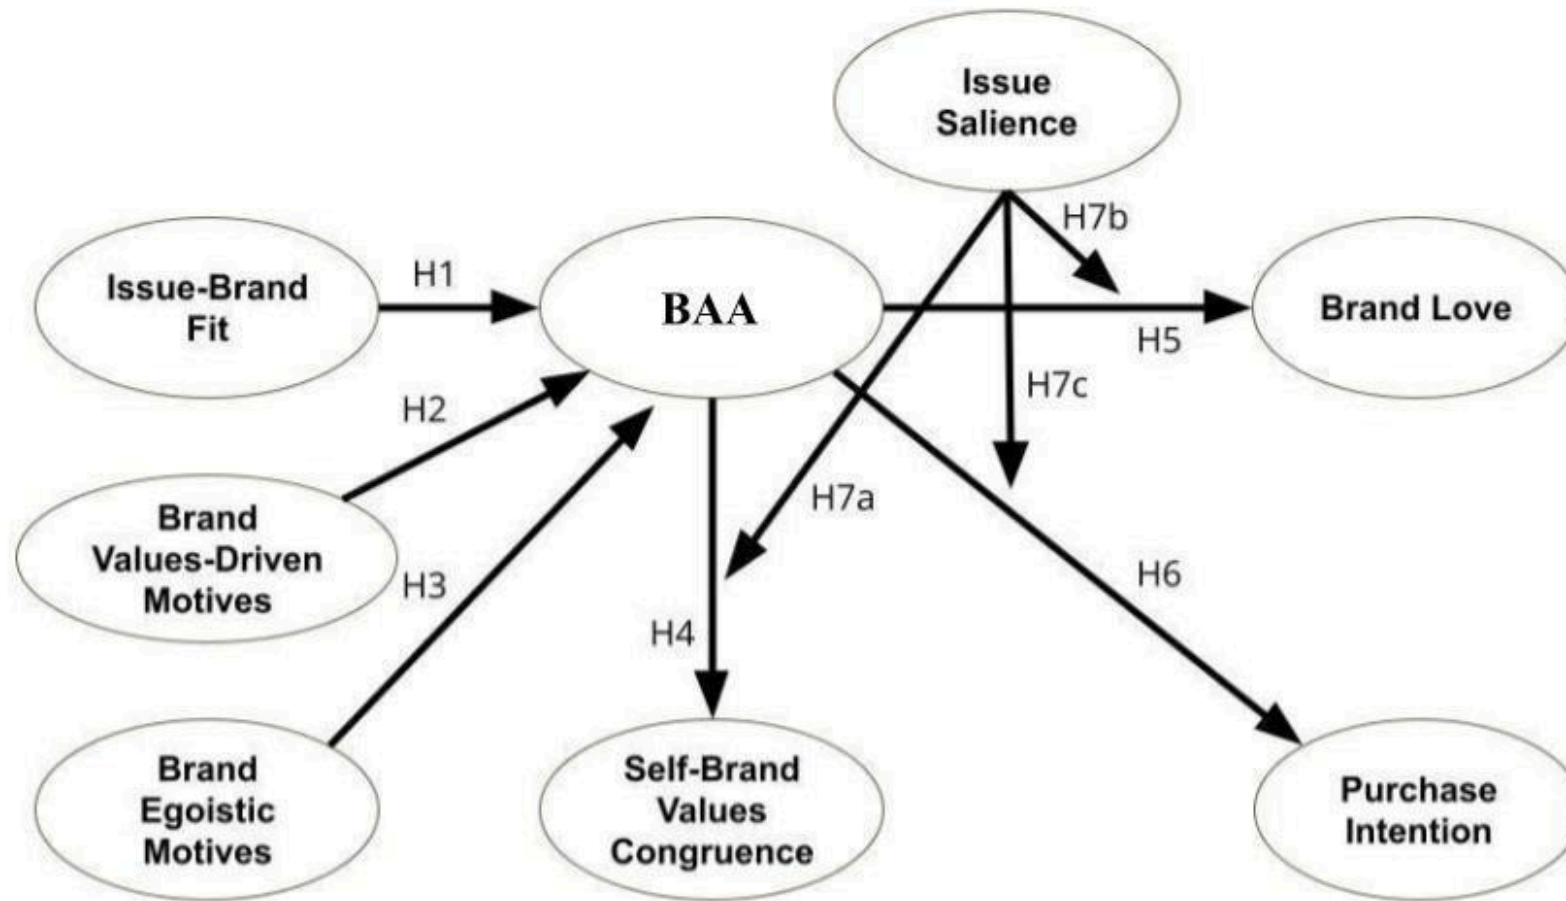 Issue
Salience
H7b
Issue-Brand
Fit
H1
BAA
Brand Love
H5
H7c
H2
H7a
Brand
Values-Driven
Motives
H3
H6
H4
Brand
Egoistic
Motives
Self-Brand
Values
Congruence
Purchase
Intention